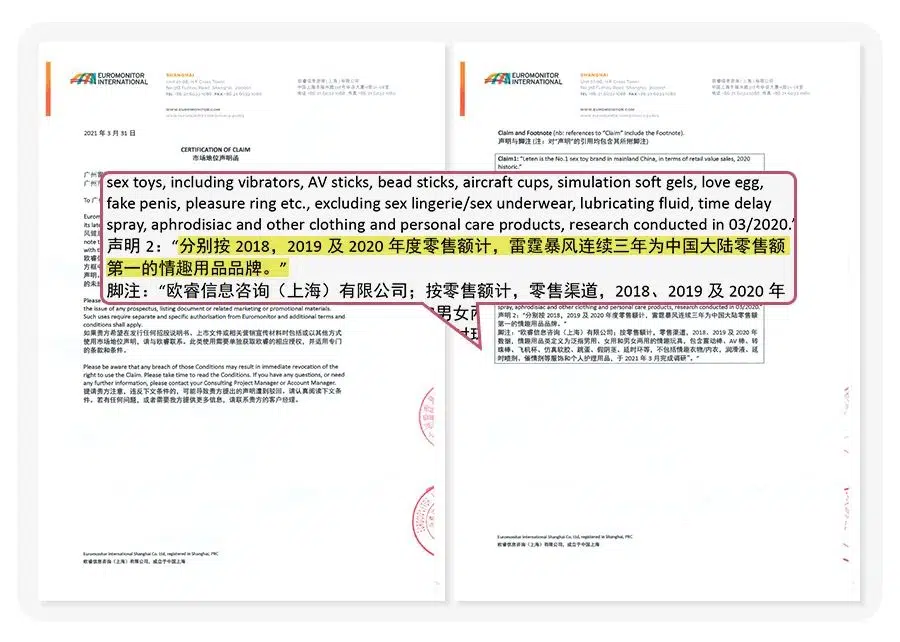 EUROMONITOR
INTERNATIONAL
SHANGHAI
WWW.EUROMONITOR.COM
2021 年 3 月 31 日
CERTIFICATION OF CLAIM
市场地位声明函
Please
the issue of any prospectus, listing document or related marketing or promotional materials.
Such uses require separate and specific authorisation from Euromonitor and additional terms and
conditions shall apply.
如果贵方希望在发行任何招股说明书、上市文件或相关营销宣传材料时包括或以其他方式
使用市场地位声明，请与欧睿联系。此类使用需要单独获取欧睿的相应授权，并适用专门
的条款和条件。
Please be aware that any breach of those Conditions may result in immediate revocation of the
right to use the Claim. Please take time to read the Conditions. If you have any questions, or need
any further information, please contact your Consulting Project Manager or Account Manager.
提请贵方注意，违反下文条件的，可能导致贵方提出的声明遭到驳回。请认真阅读下文条
件。若有任何问题，或者需要我方提供更多信息，请联系贵方的客户经理。
Euromonitor International Shanghai Co. Ltd, registered in Shanghai, PRC
欧睿信息咨询（上海）有限公司，成立于中国上海
EUROMONITOR
INTERNATIONAL
SHANGHAI
WWW.EUROMONITOR.COM
Claim and Footnote (nb: references to "Claim" include the Footnote).
声明与脚注 (注：对“声明”的引用均包含其所附脚注)
Claim1: "Leten is the No.1 sex toy brand in mainland China, in terms of retail value sales, 2020
historic."
sex toys, including vibrators, AV sticks, bead sticks, aircraft cups, simulation soft gels, love egg,
fake penis, pleasure ring etc., excluding sex lingerie/sex underwear, lubricating fluid, time delay
spray, aphrodisiac and other clothing and personal care products, research conducted in 03/2020.'
声明 2：“分别按 2018，2019 及 2020 年度零售额计，雷霆暴风连续三年为中国大陆零售额
第一的情趣用品品牌。”
脚注：“欧睿信息咨询（上海）有限公司；按零售额计，零售渠道，2018、2019 及 2020 年
声明 2：“分别按 2018，2019 及 2020 年度零售额计，雷霆暴风连续三年为中国大陆零售额
第一的情趣用品品牌。”
脚注：“欧睿信息咨询（上海）有限公司；按零售额计，零售渠道，2018、2019 及 2020 年
数据，情趣用品类定义为泛指男用、女用和男女两用的情趣玩具，包含震动棒、AV 棒、转
珠棒、飞机杯、仿真软胶、跳蛋、假阴茎、延时环等，不包括情趣衣物/内衣、润滑液、延
时喷剂、催情剂等服饰和个人护理用品，于 2021 年 3 月完成调研”。
Euromonitor International Shanghai Co. Ltd, registered in Shanghai, PRC
欧睿信息咨询（上海）有限公司，成立于中国上海